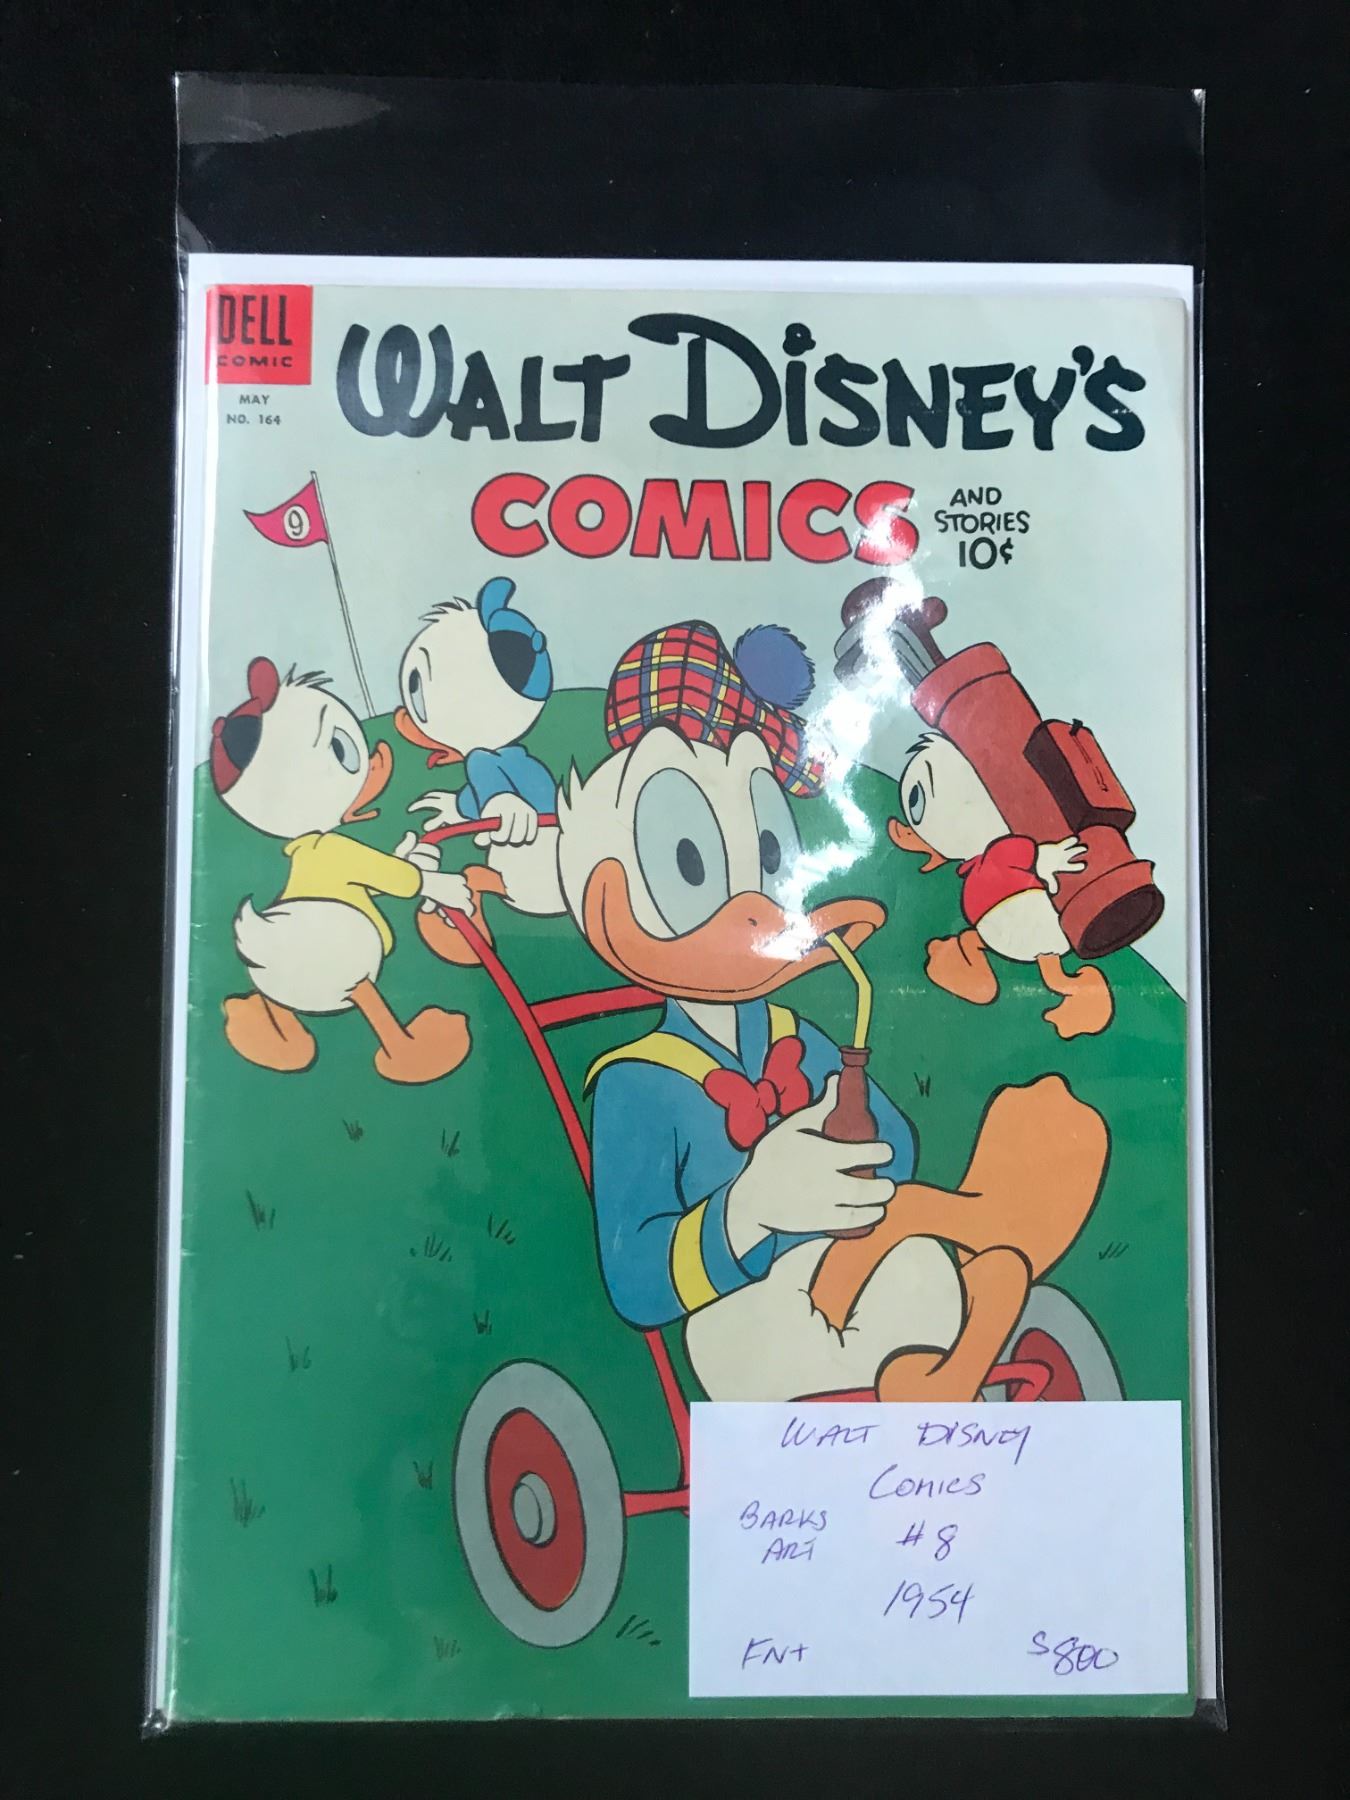 DELL
COMIC
MAY
NO. 164
WALT DISNEY'S
COMICS
AND
STORIES
10¢
9
WALT DISNEY
COMICS
BARKS
ART
#8
1954
FN+
$800